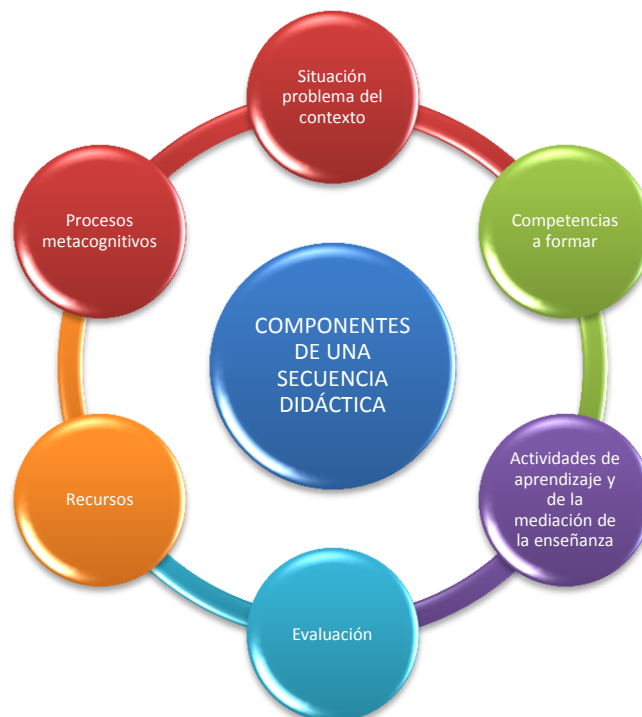 Situación
problema del
contexto
Competencias
a formar
Actividades de
aprendizaje y
de la
mediación de
la enseñanza
Evaluación
Recursos
Procesos
metacognitivos
COMPONENTES
DE UNA
SECUENCIA
DIDÁCTICA